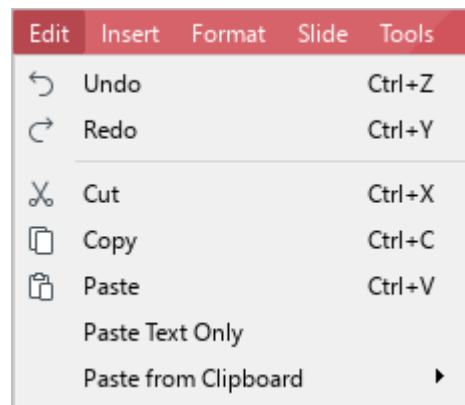 Edit Insert Format Slide Tools
Undo Ctrl+Z
Redo Ctrl+Y
Cut Ctrl+X
Copy Ctrl+C
Paste Ctrl+V
Paste Text Only
Paste from Clipboard